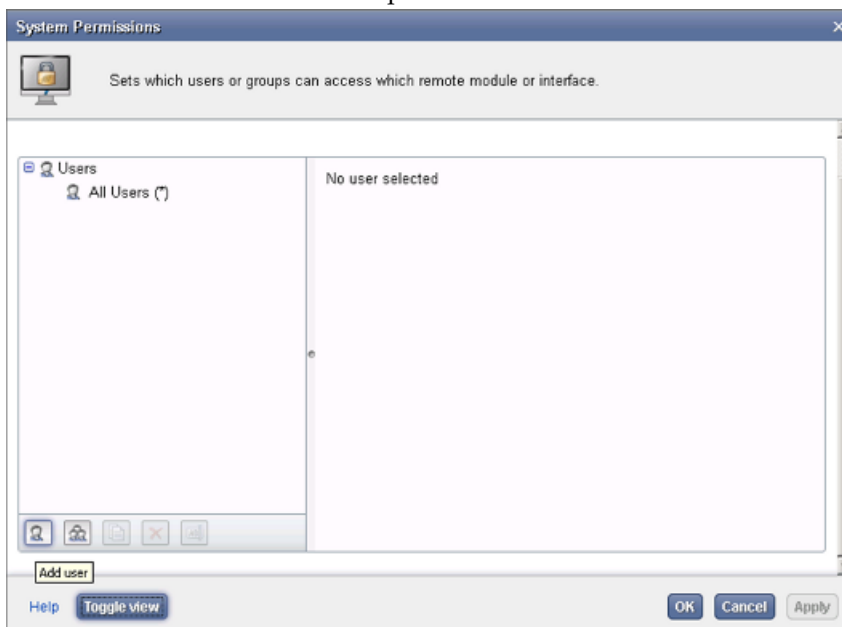 System Permissions
Sets which users or groups can access which remote module or interface.
Users
All Users (*)
No user selected
Add user
Help
Toggle view
OK
Cancel
Apply